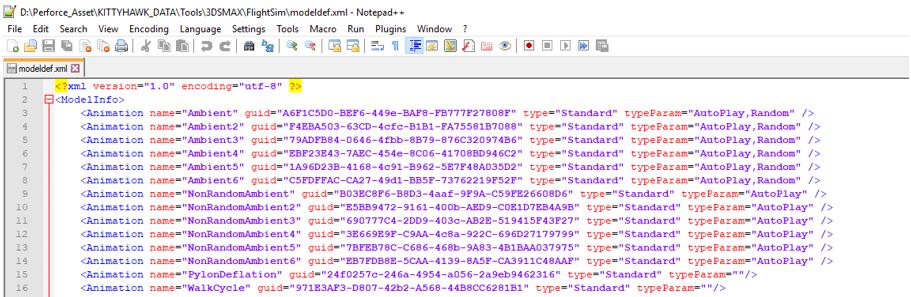 D:\Perforce_Asset\KITTYHAWK_DATA\Tools\3DSMAX\FlightSim\modeldef.xml - Notepad++
File Edit Search View Encoding Language Settings Tools Macro Run Plugins Window ?
modeldef.xml
1 <?xml version="1.0" encoding="utf-8" ?>
2 <ModelInfo>
3 <Animation name="Ambient" guid="A6F1C5D0-BEF6-449e-BAF8-FB777F27808F" type="Standard" typeParam="AutoPlay,Random" />
4 <Animation name="Ambient2" guid="F4EBA503-63CD-4cfc-B1B1-FA75581B7088" type="Standard" typeParam="AutoPlay,Random" />
5 <Animation name="Ambient3" guid="79ADFB84-0646-4fbb-8B79-876C320974B6" type="Standard" typeParam="AutoPlay,Random" />
6 <Animation name="Ambient4" guid="EBF23E43-7AEC-454e-8C06-41708BD946C2" type="Standard" typeParam="AutoPlay,Random" />
7 <Animation name="Ambient5" guid="1A96D23B-4168-4c91-B962-5E7F48A035D2" type="Standard" typeParam="AutoPlay,Random" />
8 <Animation name="Ambient6" guid="C5FDFFAC-CA27-49d1-BB5F-73762219F52F" type="Standard" typeParam="AutoPlay,Random" />
9 <Animation name="NonRandomAmbient" guid="B03EC8F6-B8D3-4aaf-9F9A-C59FE26608D6" type="Standard" typeParam="AutoPlay" />
10 <Animation name="NonRandomAmbient2" guid="E5BB9472-9161-400b-AED9-C0E1D7EB4A9B" type="Standard" typeParam="AutoPlay" />
11 <Animation name="NonRandomAmbient3" guid="690777C4-2DD9-403c-AB2E-519415F43F27" type="Standard" typeParam="AutoPlay" />
12 <Animation name="NonRandomAmbient4" guid="3E669E9F-C9AA-4c8a-922C-696D27179799" type="Standard" typeParam="AutoPlay" />
13 <Animation name="NonRandomAmbient5" guid="7BFEB78C-C686-468b-9A83-4B1BAA037975" type="Standard" typeParam="AutoPlay" />
14 <Animation name="NonRandomAmbient6" guid="EB7FDB8E-5CAA-4139-8A5F-CA3911C48AAF" type="Standard" typeParam="AutoPlay" />
15 <Animation name="PylonDeflation" guid="24f0257c-246a-4954-a056-2a9eb9462316" type="Standard" typeParam=""/>
16 <Animation name="WalkCycle" guid="971E3AF3-D807-42b2-A568-44B8CC6281B1" type="Standard" typeParam=""/>